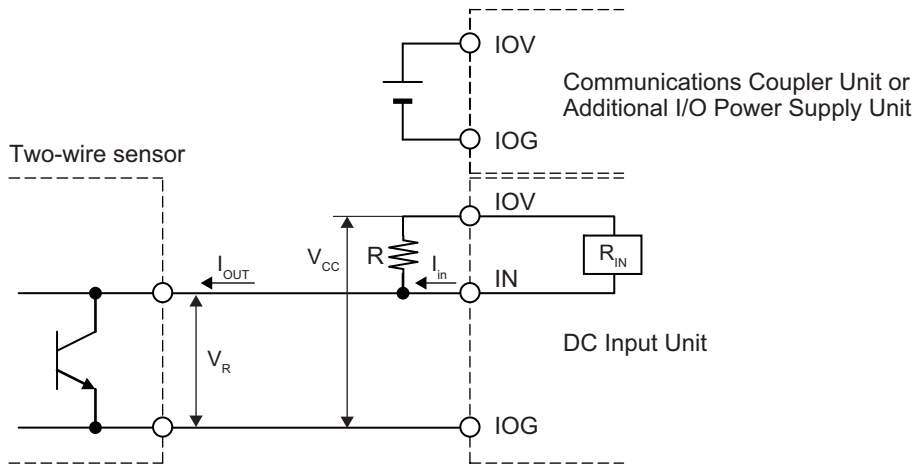 IOV
Communications Coupler Unit or
Additional I/O Power Supply Unit
IOG
Two-wire sensor
IOV
VCC
R
Iin
RIN
IOUT
IN
VR
DC Input Unit
IOG